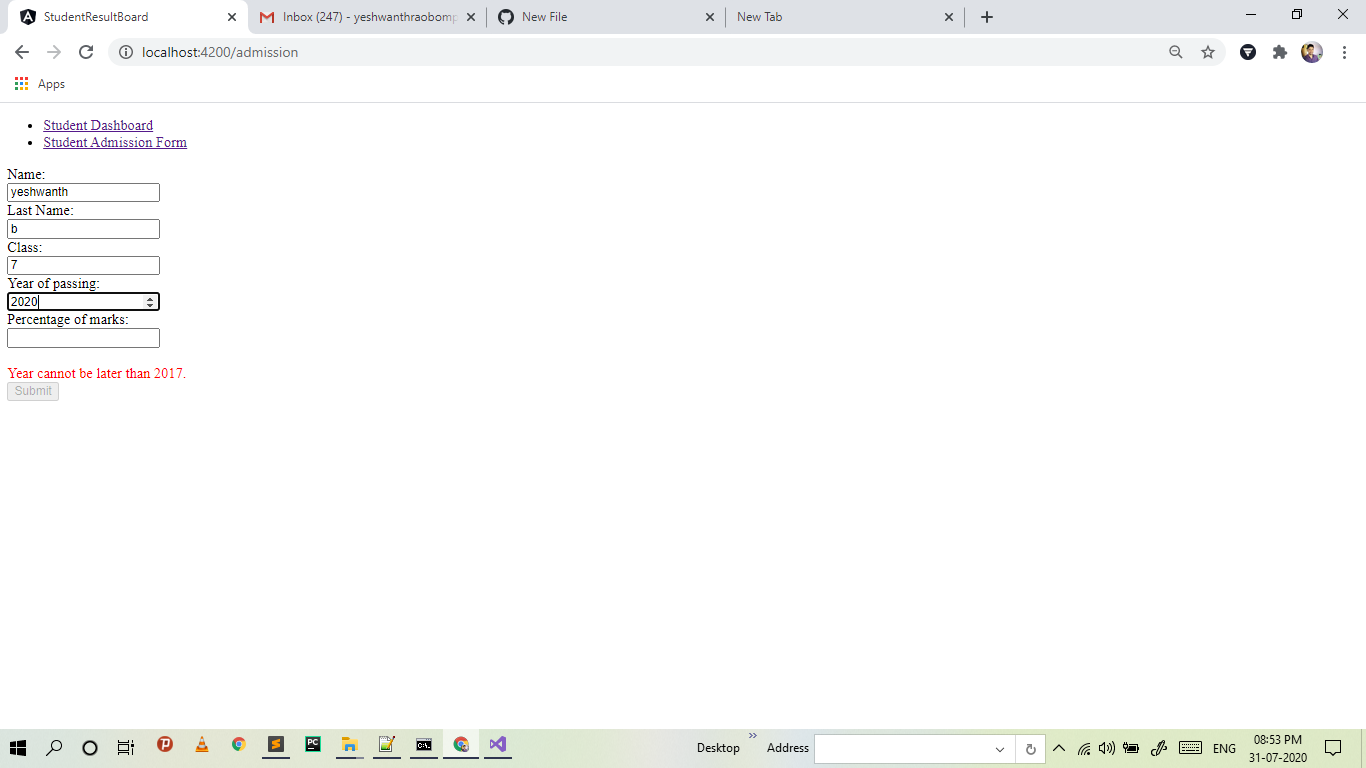 StudentResultBoard
Inbox (247) - yeshwanthraobomp
New File
New Tab
localhost:4200/admission
Apps
Student Dashboard
Student Admission Form
Name:
yeshwanth
Last Name:
b
Class:
7
Year of passing:
2020
Percentage of marks:
Year cannot be later than 2017.
Submit
Desktop
Address
ENG
08:53 PM
31-07-2020